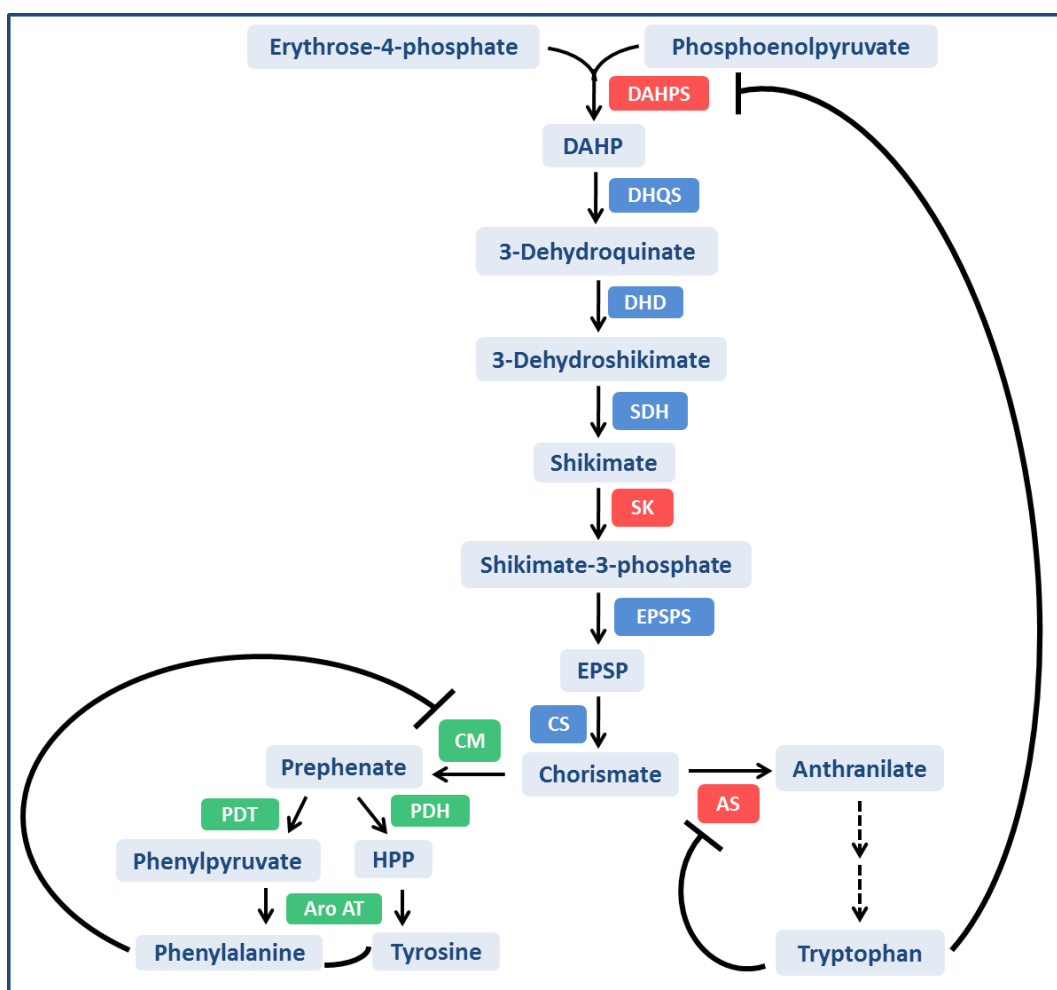 Erythrose-4-phosphate
Phosphoenolpyruvate
DAHPS
DAHP
DHQS
3-Dehydroquinate
DHD
3-Dehydroshikimate
SDH
Shikimate
SK
Shikimate-3-phosphate
EPSPS
EPSP
CS
CM
Prephenate
Chorismate
Anthranilate
AS
PDT
PDH
Phenylpyruvate
HPP
Aro AT
Phenylalanine
Tyrosine
Tryptophan